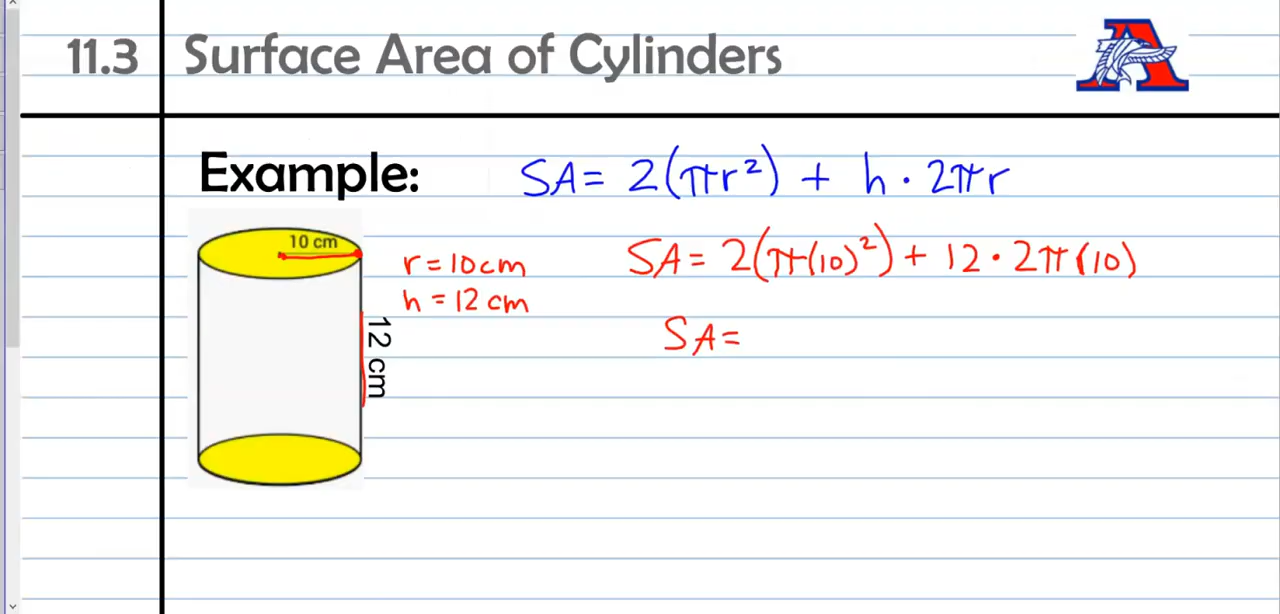 11.3 Surface Area of Cylinders
Example: SA = 2(πr²) + h · 2πr
10 cm
r = 10cm
h = 12 cm
12 cm
SA = 2(π(10)²) + 12 · 2π(10)
SA =